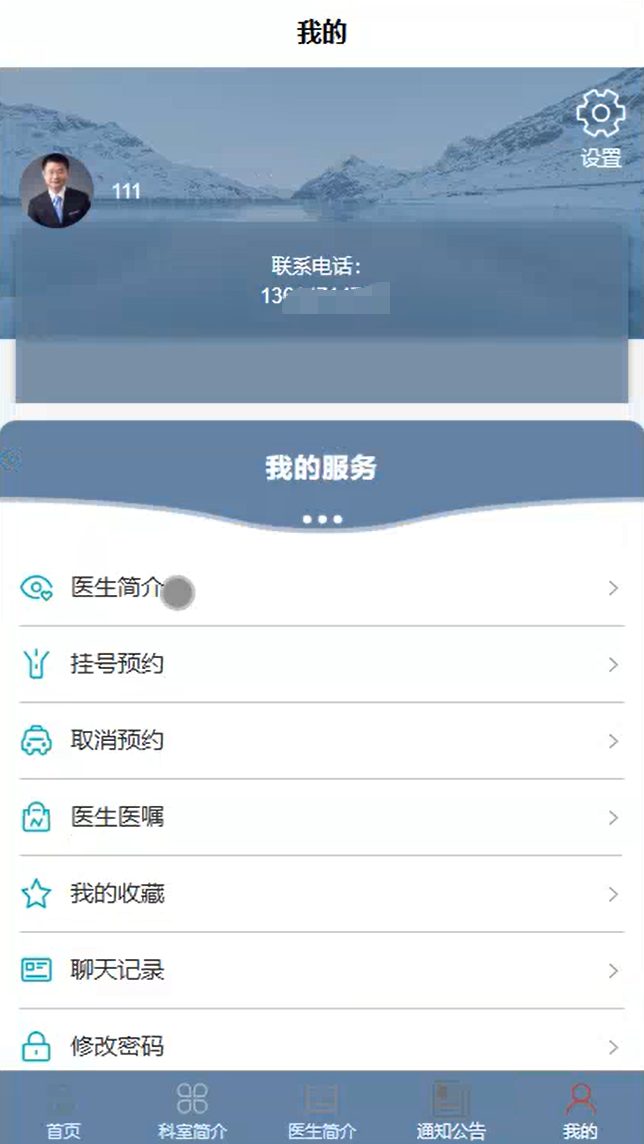 我的
设置
111
联系电话：
我的服务
医生简介
挂号预约
取消预约
医生医嘱
我的收藏
聊天记录
修改密码
首页
科室简介
医生简介
通知公告
我的